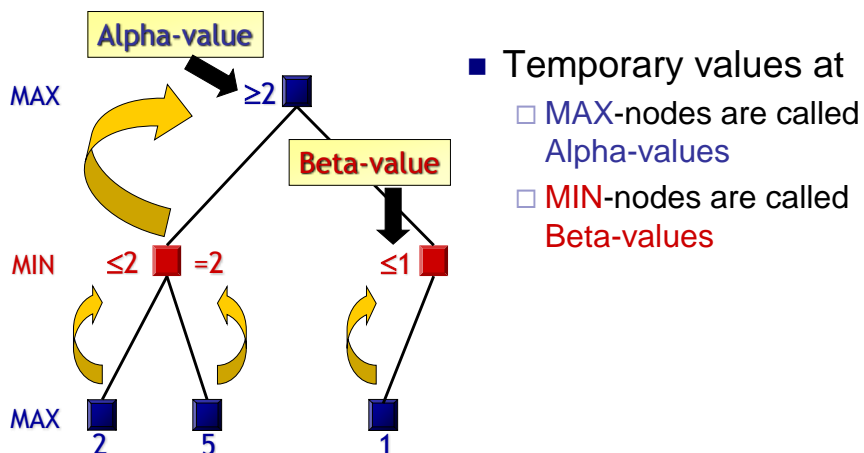 Alpha-value
MAX ≥2
Beta-value
MIN ≤2 =2 ≤1
MAX
2 5 1
■ Temporary values at
□ MAX-nodes are called
Alpha-values
□ MIN-nodes are called
Beta-values